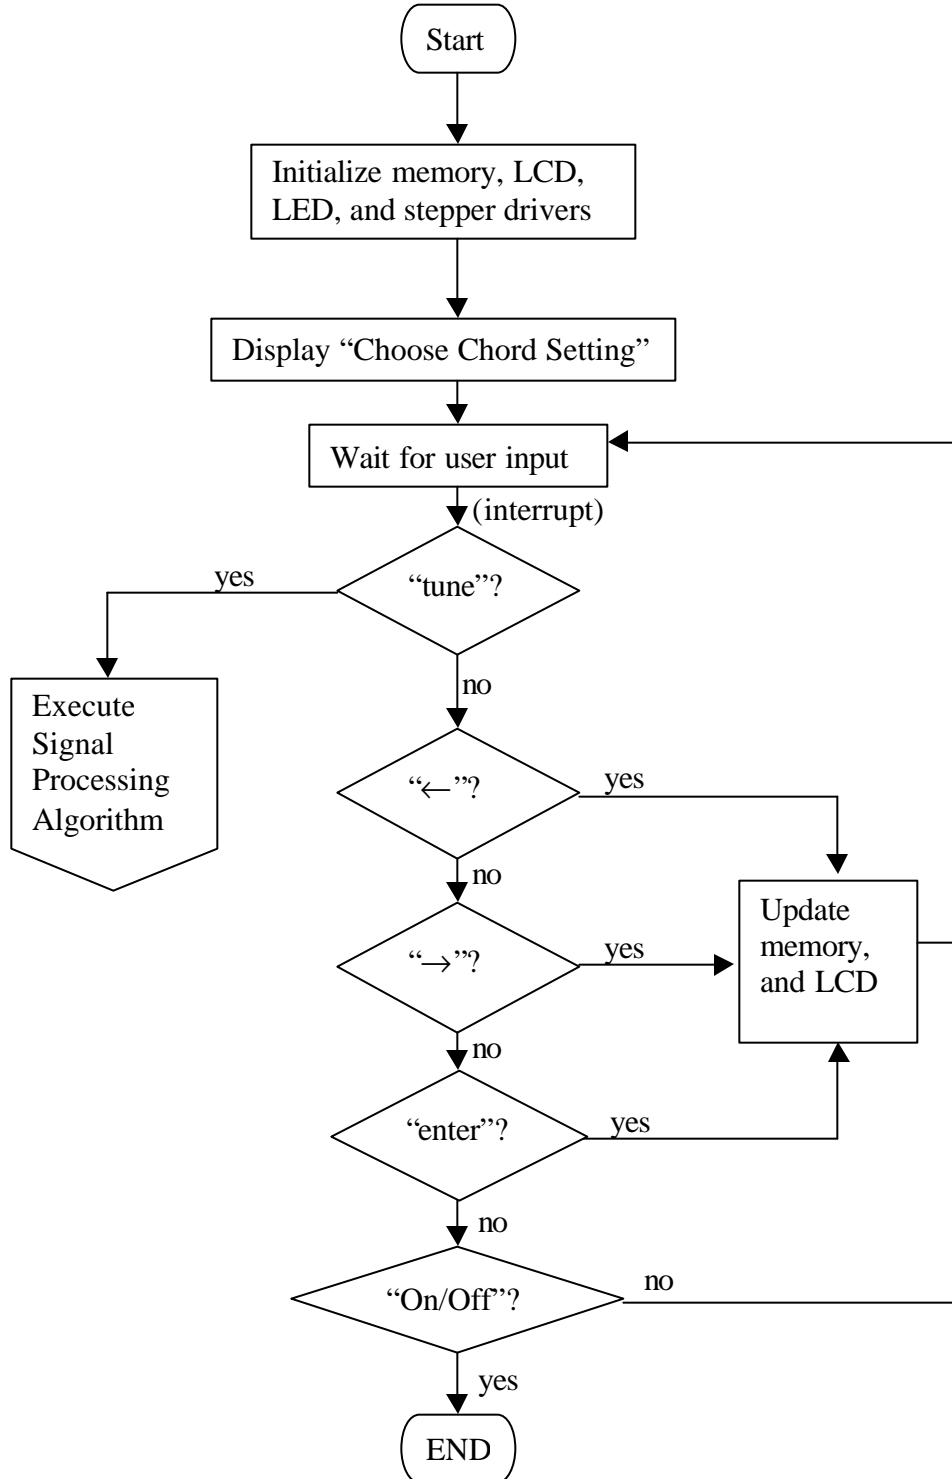 Start
Initialize memory, LCD,
LED, and stepper drivers
Display “Choose Chord Setting”
Wait for user input
(interrupt)
“tune”?
yes
no
Execute
Signal
Processing
Algorithm
“←”?
yes
no
“→”?
yes
no
Update
memory,
and LCD
“enter”?
yes
no
“On/Off”?
no
yes
END